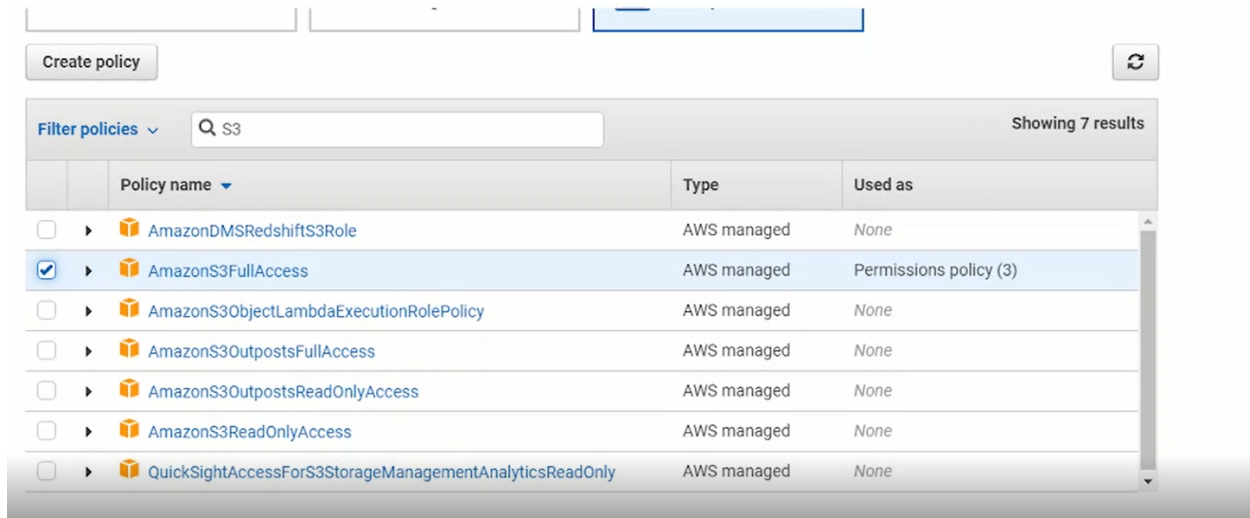 Create policy
Filter policies S3 Showing 7 results
Policy name Type Used as
AmazonDMSRedshiftS3Role AWS managed None
AmazonS3FullAccess AWS managed Permissions policy (3)
AmazonS3ObjectLambdaExecutionRolePolicy AWS managed None
AmazonS3OutpostsFullAccess AWS managed None
AmazonS3OutpostsReadOnlyAccess AWS managed None
AmazonS3ReadOnlyAccess AWS managed None
QuickSightAccessForS3StorageManagementAnalyticsReadOnly AWS managed None